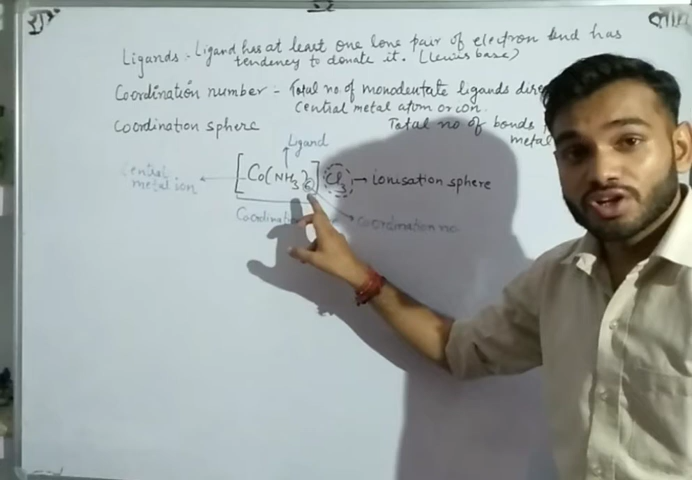 Ligands - Ligand has at least one lone pair of electron and has
tendency to donate it. (Lewis base)
Coordination number - Total no of monodentate ligands
central metal atom or ion.
Coordination sphere
Total no of bonds
metal
Ligand
Central
metal ion
[Co(NH3)6] Cl3 → ionisation sphere
Coordination no